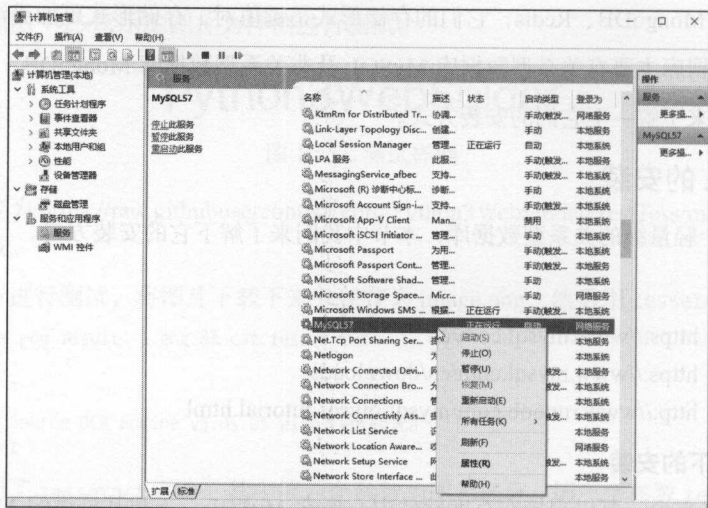 MongoDB、Redis
计算机管理
文件(F) 操作(A) 查看(V) 帮助(H)
计算机管理(本地)
系统工具
任务计划程序
事件查看器
共享文件夹
本地用户和组
性能
设备管理器
存储
磁盘管理
服务和应用程序
服务
WMI 控件
服务
MySQL57
停止此服务
暂停此服务
重启动此服务
名称 描述 状态 启动类型 登录为
KtmRm for Distributed Tr... 协调... 手动(触发... 网络服务
Link-Layer Topology Disc... 创建... 手动 本地服务
Local Session Manager 管理... 正在运行 自动 本地系统
LPA 服务 此服... 手动(触发... 本地系统
MessagingService_afbec 支持... 手动(触发... 本地系统
Microsoft (R) 诊断中心标... 诊断... 手动 本地系统
Microsoft Account Sign-i... 支持... 手动(触发... 本地系统
Microsoft App-V Client Man... 禁用 本地系统
Microsoft iSCSI Initiator ... 管理... 手动 本地系统
Microsoft Passport 为用... 手动(触发... 本地系统
Microsoft Passport Cont... 管理... 手动(触发... 本地服务
Microsoft Software Shad... 管理... 手动 本地系统
Microsoft Storage Space... Micr... 手动 网络服务
Microsoft Windows SMS ... 根据... 正在运行 手动(触发... 本地系统
MySQL57 正在运行 自动 网络服务
Net.Tcp Port Sharing Ser... 本地服务
Netlogon 本地系统
Network Connected Devi... 触发... 本地服务
Network Connection Bro... 触发... 本地系统
Network Connections 本地系统
Network Connectivity Ass... 触发... 本地系统
Network List Service 本地服务
Network Location Aware... 网络服务
Network Setup Service 触发... 本地系统
Network Store Interface ... 本地服务
启动(S)
停止(O)
暂停(U)
恢复(M)
重新启动(E)
所有任务(K)
刷新(F)
属性(R)
帮助(H)
扩展 标准
操作
服务
更多操...
MySQL57
更多操...